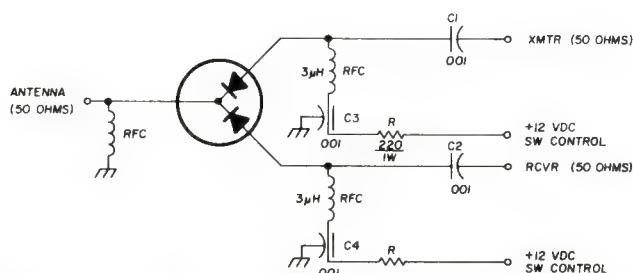 C1
XMTR (50 OHMS)
001
3μH RFC
ANTENNA
(50 OHMS)
RFC
C3
001
R
220
1W
+12 VDC
SW CONTROL
C2
RCVR (50 OHMS)
001
3μH RFC
C4
001
R
+12 VDC
SW CONTROL